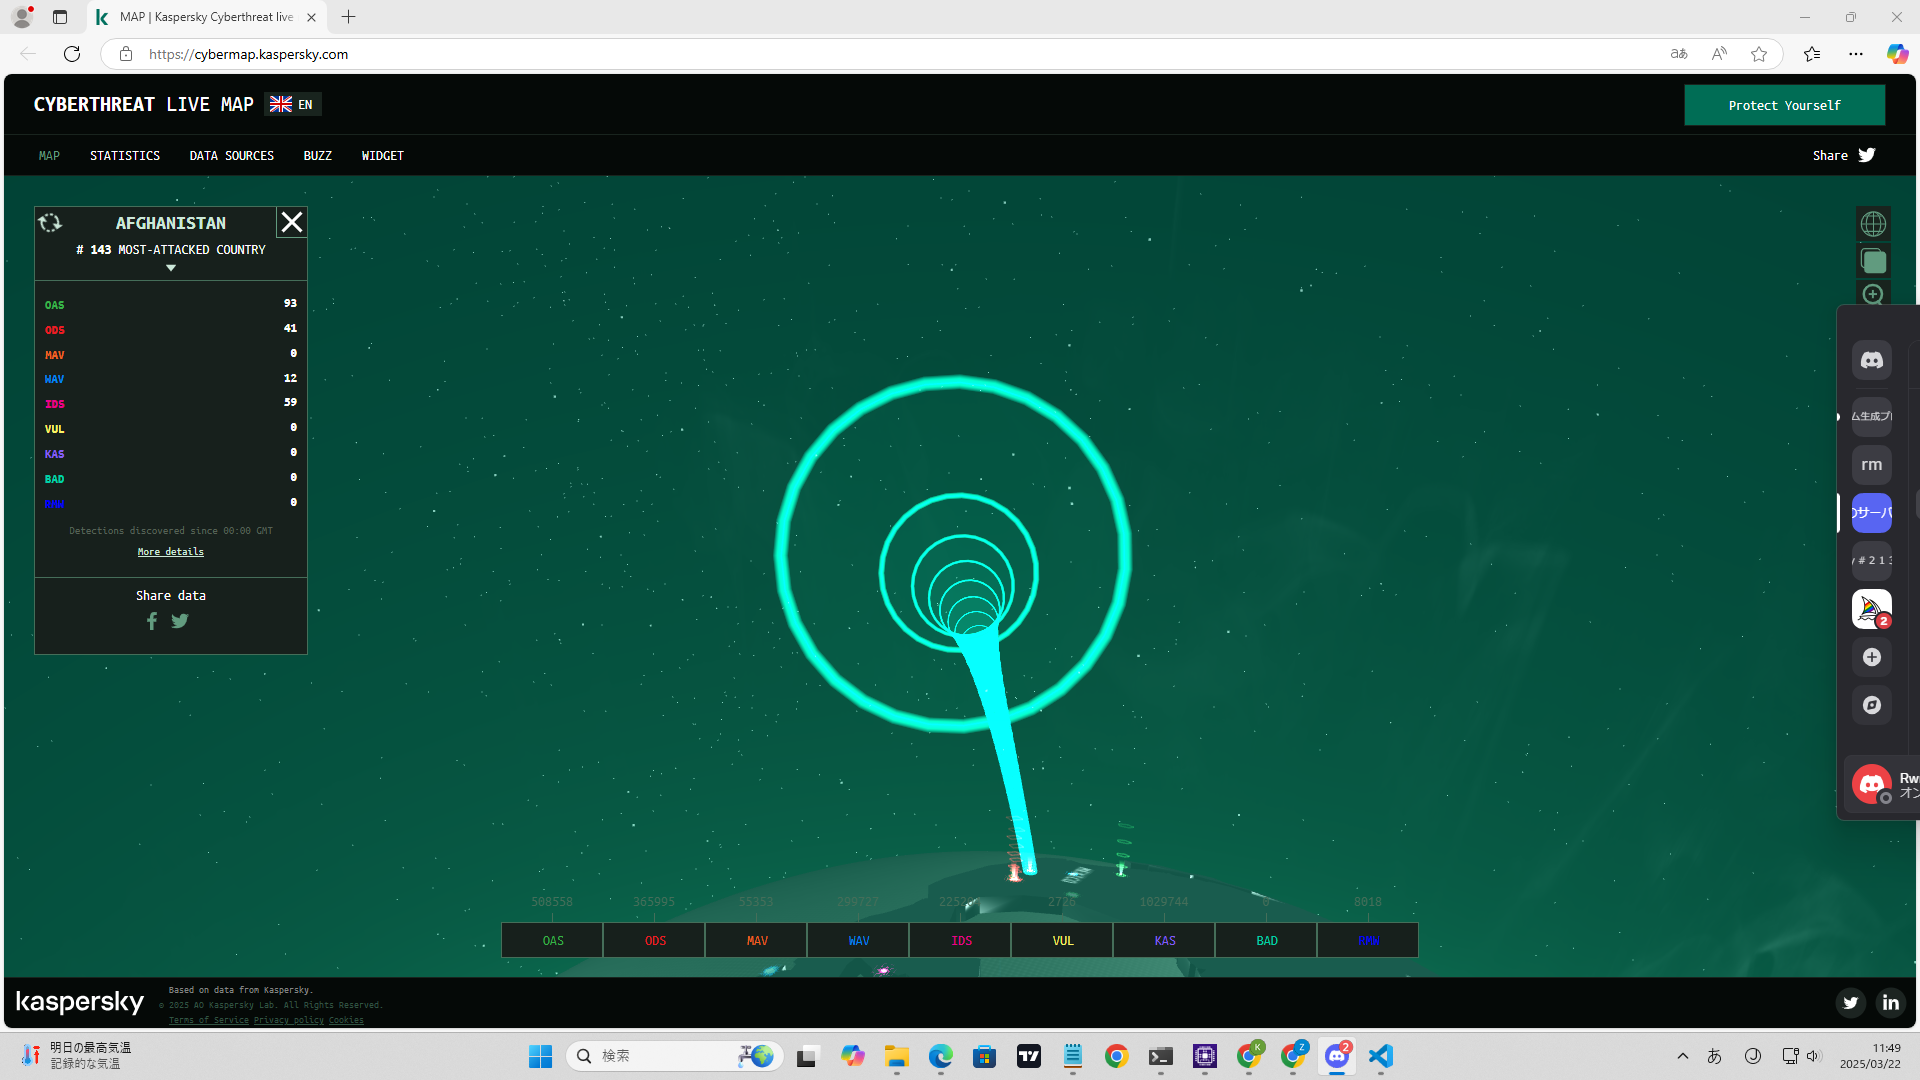 MAP | Kaspersky Cyberthreat live
https://cybermap.kaspersky.com
CYBERTHREAT LIVE MAP
EN
Protect Yourself
MAP
STATISTICS
DATA SOURCES
BUZZ
WIDGET
Share
AFGHANISTAN
# 143 MOST-ATTACKED COUNTRY
OAS 93
ODS 41
MAV 0
WAV 12
IDS 59
VUL 0
KAS 0
BAD 0
RMW 0
Detections discovered since 00:00 GMT
More details
Share data
ム生成プ
rm
のサーバ
y # 2 1 3
2
Rw
オン
508558 365995 55353 299727 2726 1029744 0 8018
OAS ODS MAV WAV IDS VUL KAS BAD RMW
kaspersky
Based on data from Kaspersky.
© 2025 AO Kaspersky Lab. All Rights Reserved.
Terms of Service Privacy policy Cookies
明日の最高気温
記録的な気温
検索
K
Z
2
あ
11:49
2025/03/22